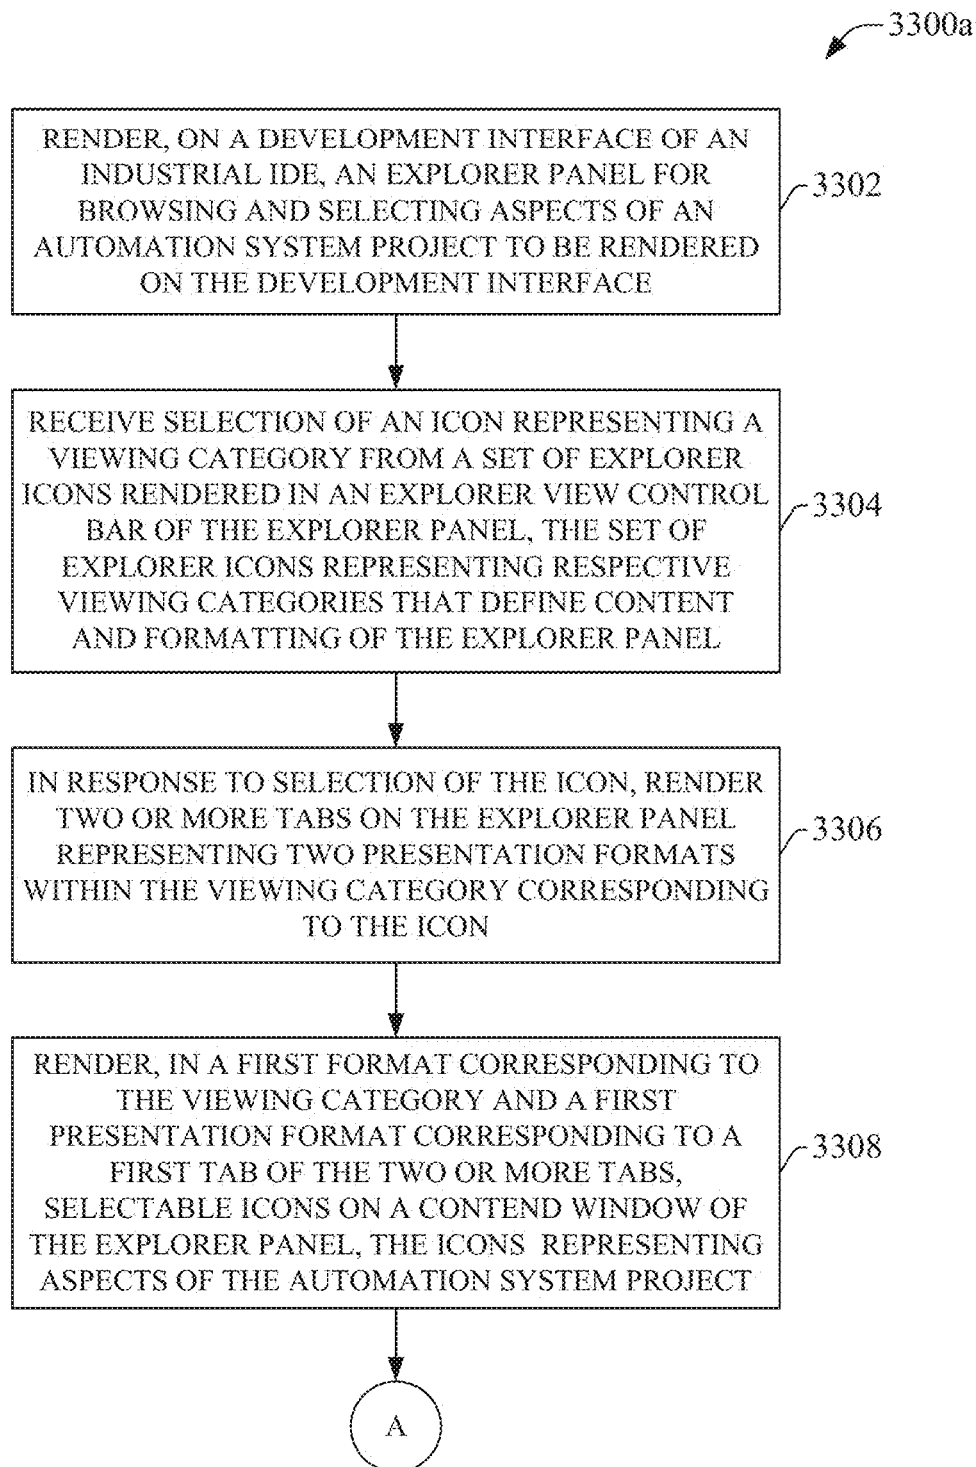 3300a
RENDER, ON A DEVELOPMENT INTERFACE OF AN
INDUSTRIAL IDE, AN EXPLORER PANEL FOR
BROWSING AND SELECTING ASPECTS OF AN
AUTOMATION SYSTEM PROJECT TO BE RENDERED
ON THE DEVELOPMENT INTERFACE
3302
RECEIVE SELECTION OF AN ICON REPRESENTING A
VIEWING CATEGORY FROM A SET OF EXPLORER
ICONS RENDERED IN AN EXPLORER VIEW CONTROL
BAR OF THE EXPLORER PANEL, THE SET OF
EXPLORER ICONS REPRESENTING RESPECTIVE
VIEWING CATEGORIES THAT DEFINE CONTENT
AND FORMATTING OF THE EXPLORER PANEL
3304
IN RESPONSE TO SELECTION OF THE ICON, RENDER
TWO OR MORE TABS ON THE EXPLORER PANEL
REPRESENTING TWO PRESENTATION FORMATS
WITHIN THE VIEWING CATEGORY CORRESPONDING
TO THE ICON
3306
RENDER, IN A FIRST FORMAT CORRESPONDING TO
THE VIEWING CATEGORY AND A FIRST
PRESENTATION FORMAT CORRESPONDING TO A
FIRST TAB OF THE TWO OR MORE TABS,
SELECTABLE ICONS ON A CONTEND WINDOW OF
THE EXPLORER PANEL, THE ICONS REPRESENTING
ASPECTS OF THE AUTOMATION SYSTEM PROJECT
3308
A